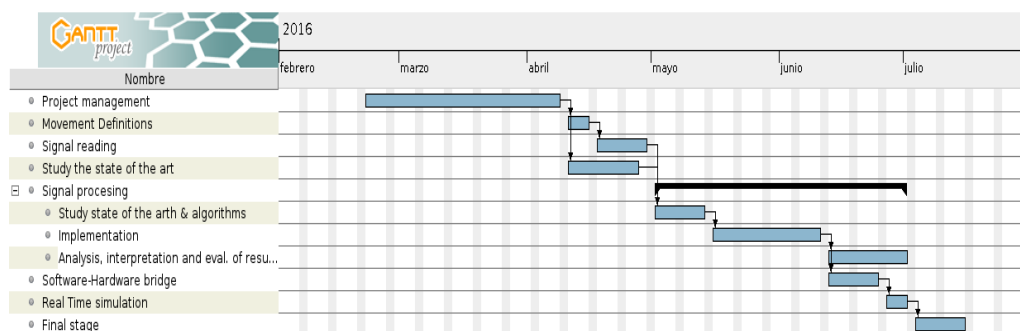 GANTT
project
2016
febrero marzo abril mayo junio julio
Nombre
Project management
Movement Definitions
Signal reading
Study the state of the art
Signal procesing
Study state of the arth & algorithms
Implementation
Analysis, interpretation and eval. of resu...
Software-Hardware bridge
Real Time simulation
Final stage